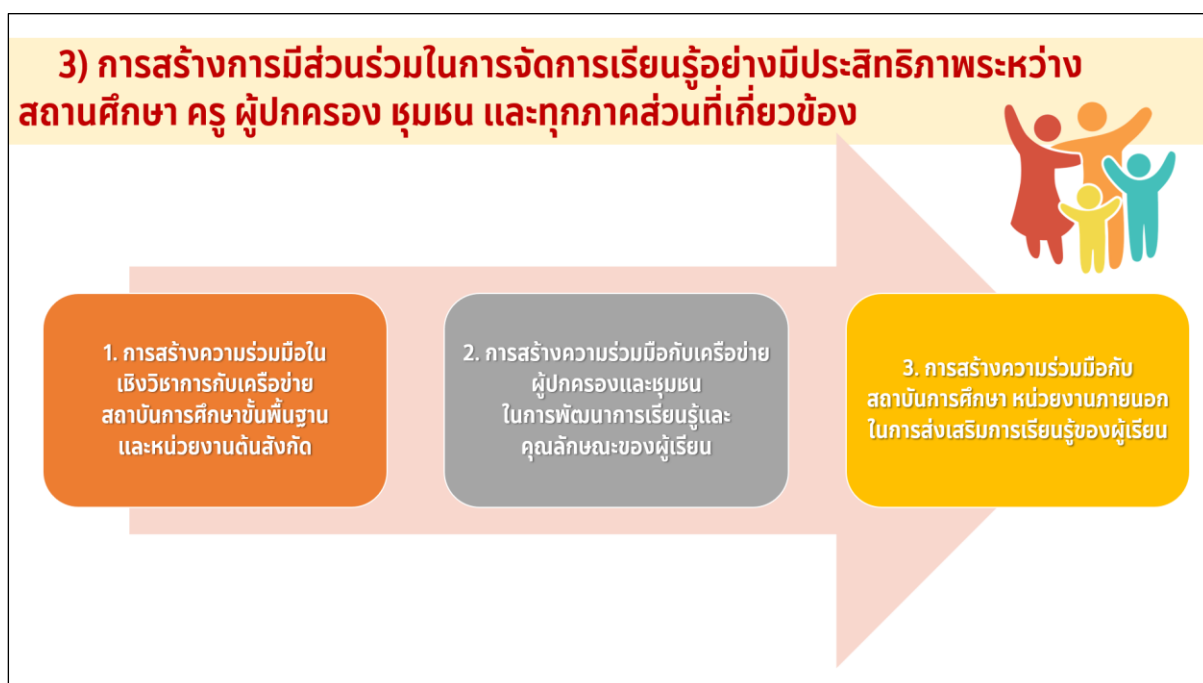 3) การสร้างการมีส่วนร่วมในการจัดการเรียนรู้อย่างมีประสิทธิภาพระหว่าง
สถานศึกษา ครู ผู้ปกครอง ชุมชน และทุกภาคส่วนที่เกี่ยวข้อง
1. การสร้างความร่วมมือใน
เชิงวิชาการกับเครือข่าย
สถาบันการศึกษาขั้นพื้นฐาน
และหน่วยงานต้นสังกัด
2. การสร้างความร่วมมือกับเครือข่าย
ผู้ปกครองและชุมชน
ในการพัฒนาการเรียนรู้และ
คุณลักษณะของผู้เรียน
3. การสร้างความร่วมมือกับ
สถาบันการศึกษา หน่วยงานภายนอก
ในการส่งเสริมการเรียนรู้ของผู้เรียน